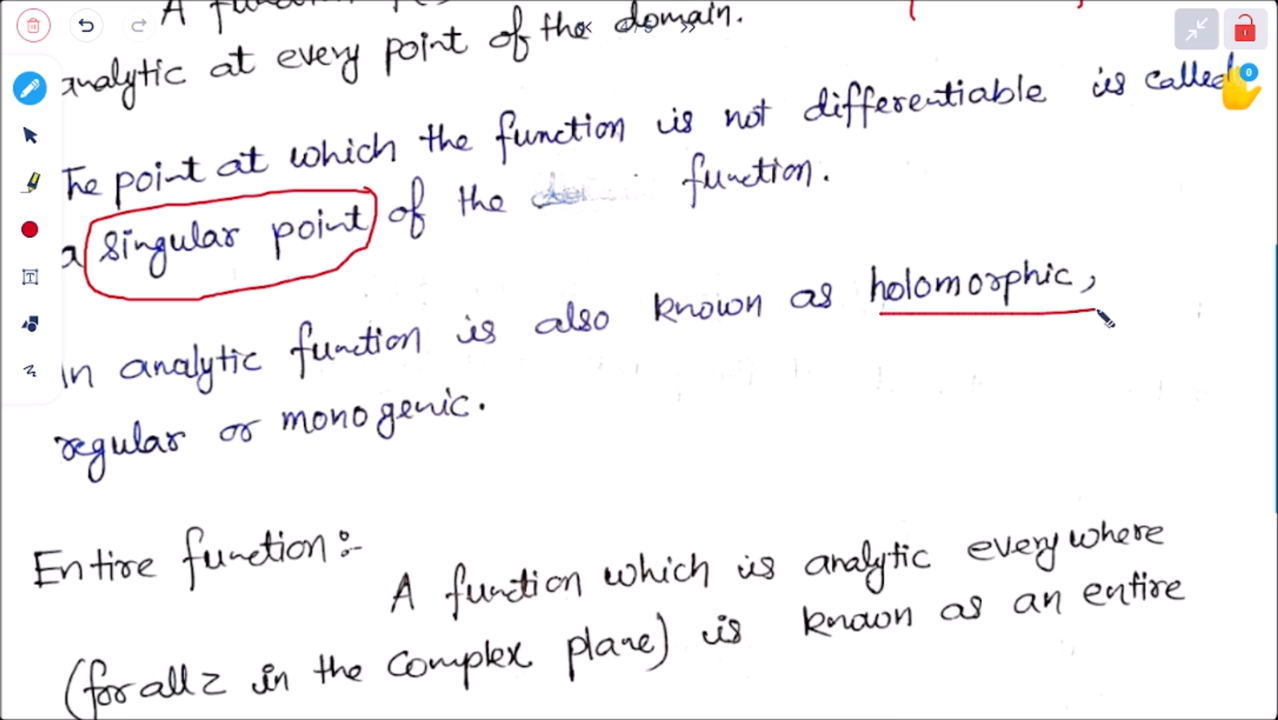 A
analytic at every point of the domain.
The point at which the function is not differentiable is called
a singular point of the function.
An analytic function is also known as holomorphic,
regular or monogenic.
Entire function :-
A function which is analytic everywhere
(for all z in the complex plane) is known as an entire